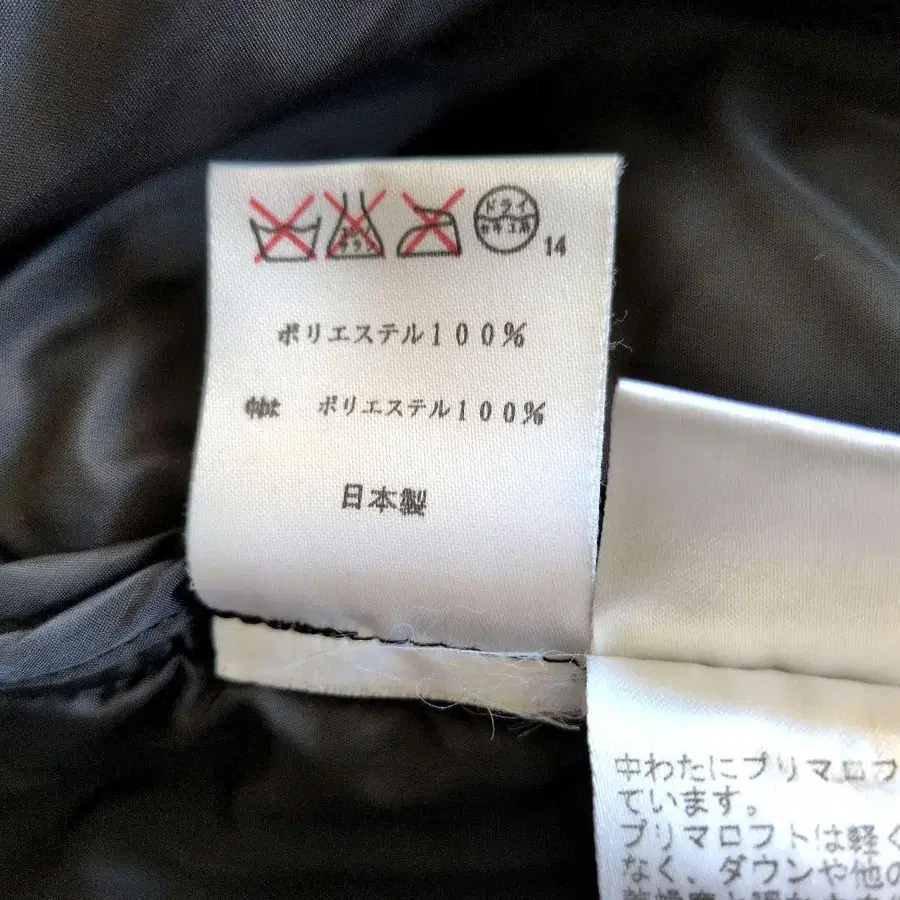 ドライ
セキユ系
14
ポリエステル100%
中わた ポリエステル100%
日本製
中わたにプリマロフ
ています。
プリマロフトは軽く
なく、ダウンや他の